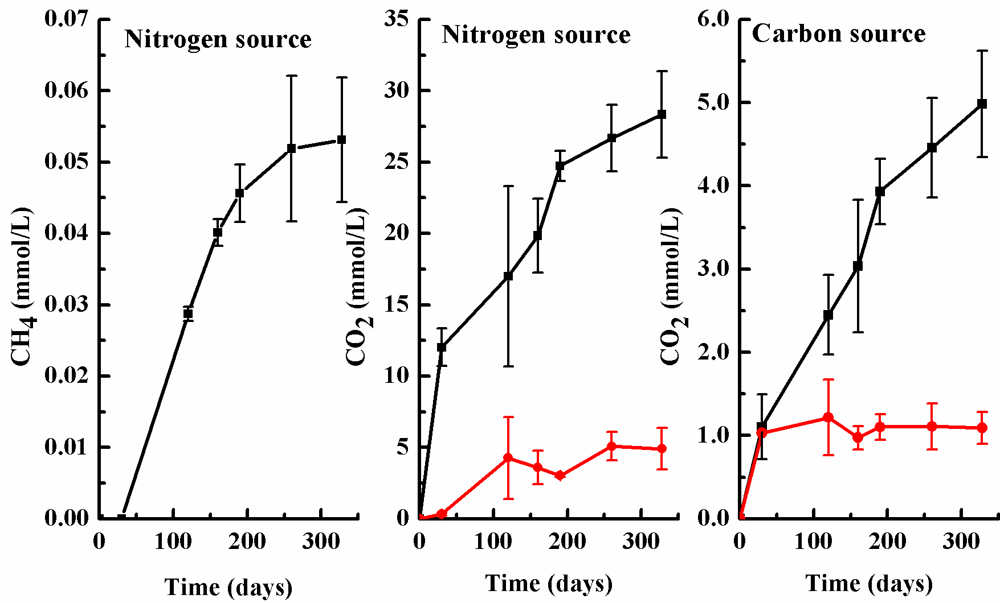 Nitrogen source
0.07
0.06
0.05
0.04
0.03
0.02
0.01
0.00
CH4 (mmol/L)
0 100 200 300
Time (days)
Nitrogen source
35
30
25
20
15
10
5
0
CO2 (mmol/L)
0 100 200 300
Time (days)
Carbon source
6.0
5.0
4.0
3.0
2.0
1.0
0.0
CO2 (mmol/L)
0 100 200 300
Time (days)